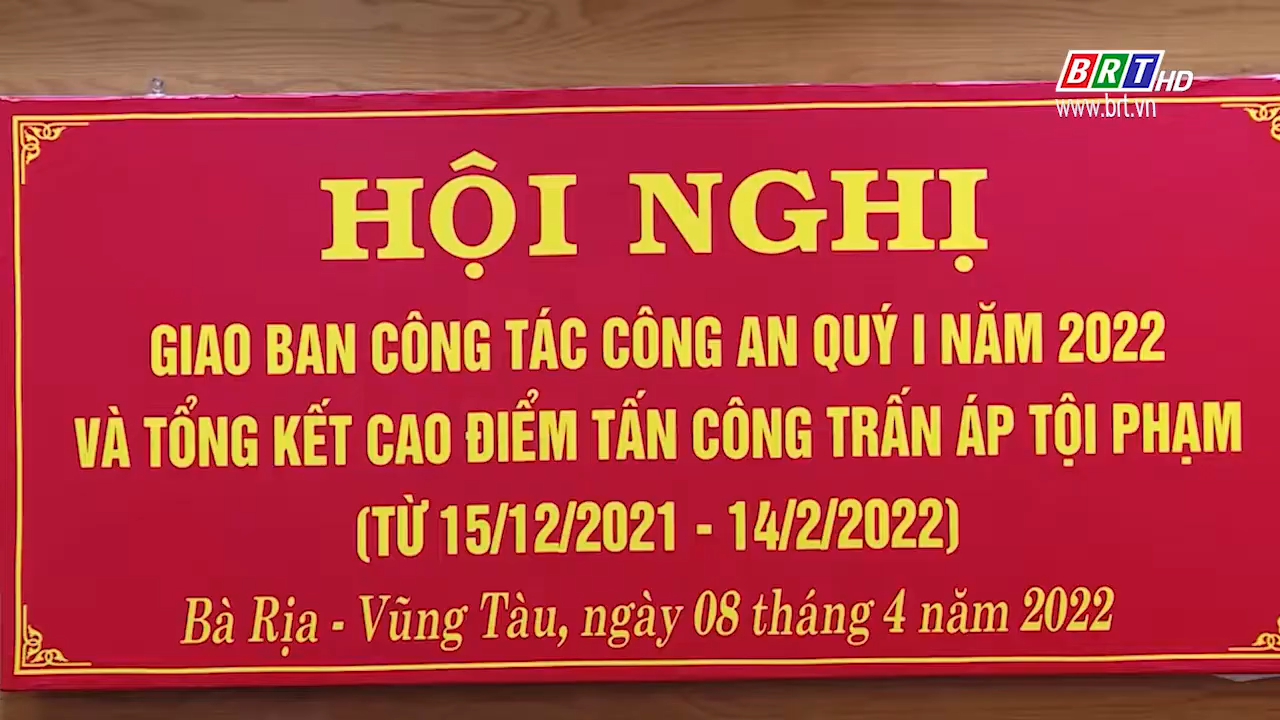 BRT HD
www.brt.vn
HỘI NGHỊ
GIAO BAN CÔNG TÁC CÔNG AN QUÝ I NĂM 2022
VÀ TỔNG KẾT CAO ĐIỂM TẤN CÔNG TRẤN ÁP TỘI PHẠM
(TỪ 15/12/2021 - 14/2/2022)
Bà Rịa - Vũng Tàu, ngày 08 tháng 4 năm 2022